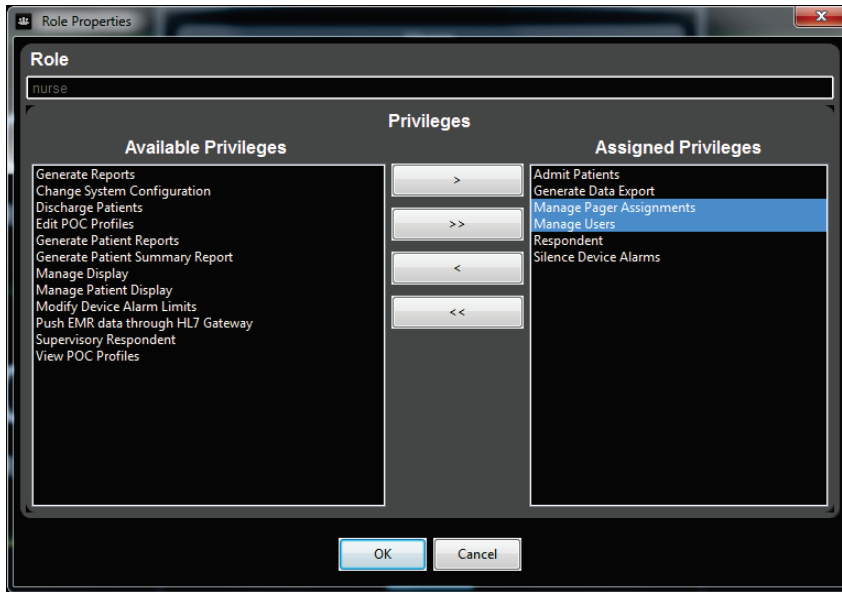 Role Properties
x
Role
nurse
Privileges
Available Privileges
Generate Reports
Change System Configuration
Discharge Patients
Edit POC Profiles
Generate Patient Reports
Generate Patient Summary Report
Manage Display
Manage Patient Display
Modify Device Alarm Limits
Push EMR data through HL7 Gateway
Supervisory Respondent
View POC Profiles
>
>>
<
<<
Assigned Privileges
Admit Patients
Generate Data Export
Manage Pager Assignments
Manage Users
Respondent
Silence Device Alarms
OK
Cancel